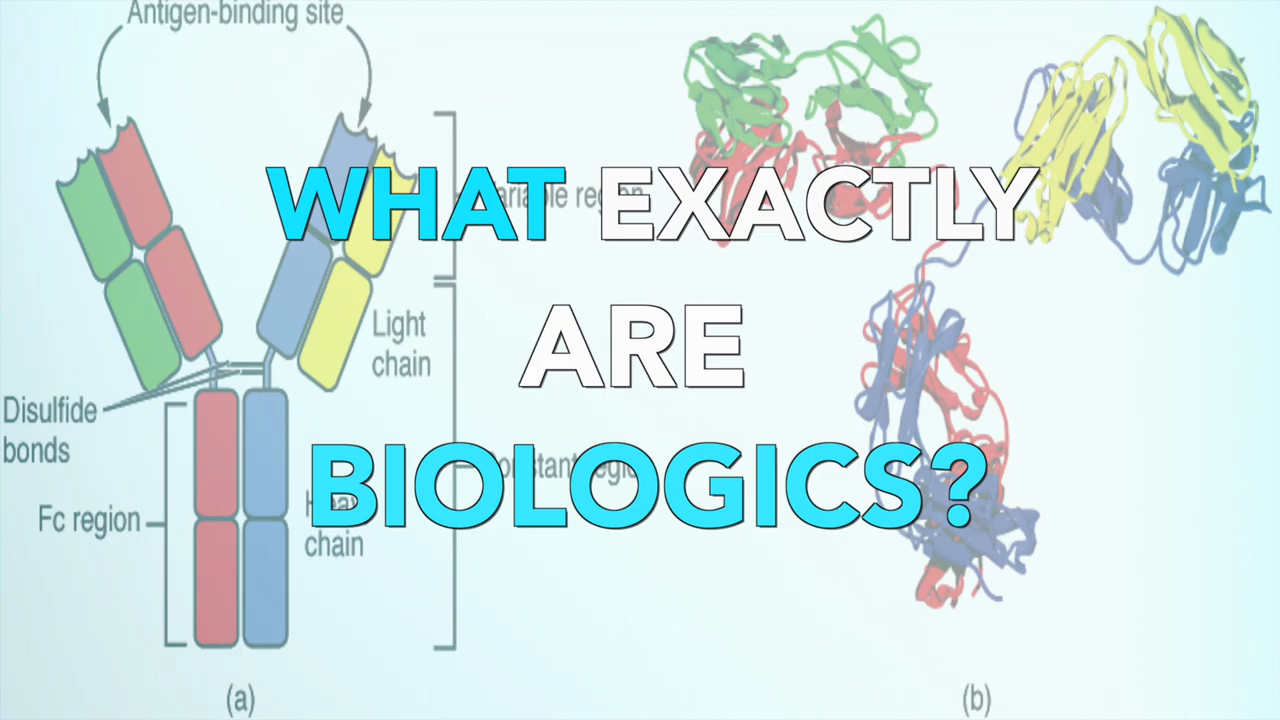 Antigen-binding site
WHAT EXACTLY
ARE
BIOLOGICS?
Light
chain
Disulfide
bonds
Fc region
chain
(a)
(b)